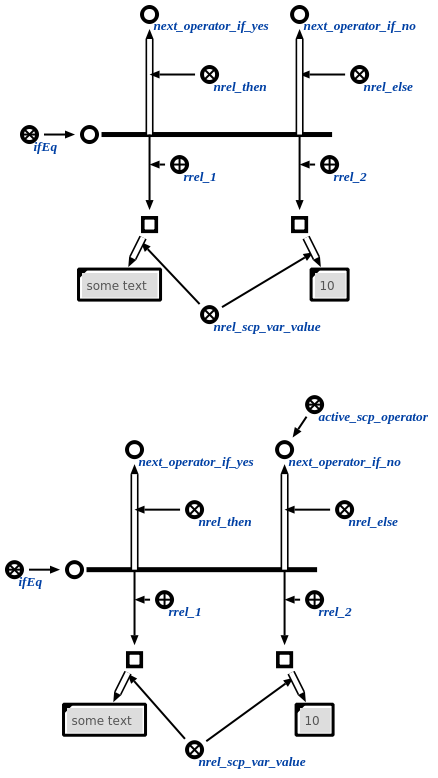 next_operator_if_yes next_operator_if_no
nrel_then nrel_else
ifEq
rrel_1 rrel_2
some text 10
nrel_scp_var_value
active_scp_operator
next_operator_if_yes next_operator_if_no
nrel_then nrel_else
ifEq
rrel_1 rrel_2
some text 10
nrel_scp_var_value